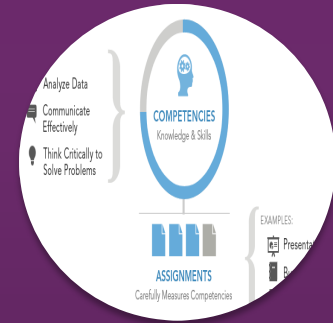 Analyze Data
Communicate
Effectively
Think Critically to
Solve Problems
COMPETENCIES
Knowledge & Skills
EXAMPLES:
ASSIGNMENTS
Carefully Measures Competencies